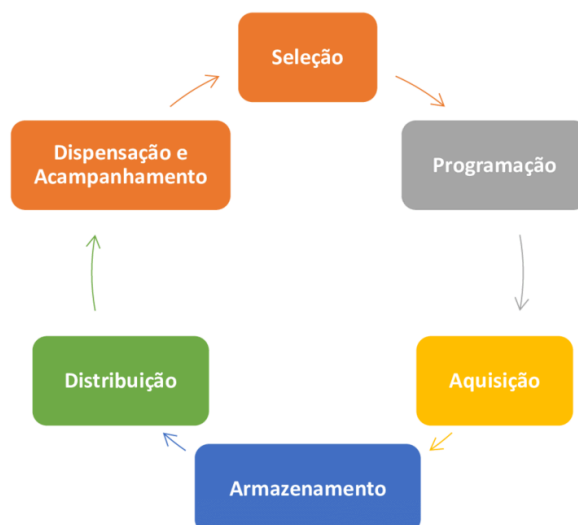 Seleção
Programação
Aquisição
Armazenamento
Distribuição
Dispensação e
Acampanhamento